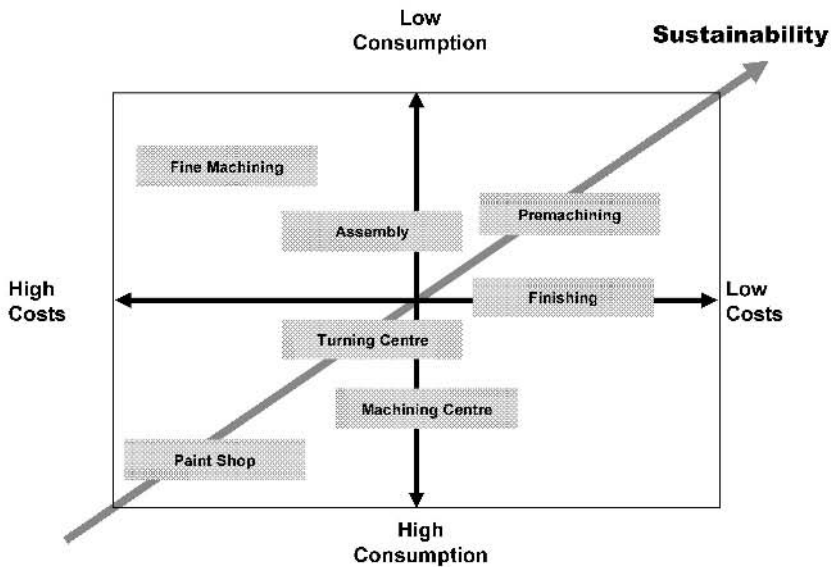 Low
Consumption
Sustainability
Fine Machining
Premachining
Assembly
High
Costs
Finishing
Low
Costs
Turning Centre
Machining Centre
Paint Shop
High
Consumption